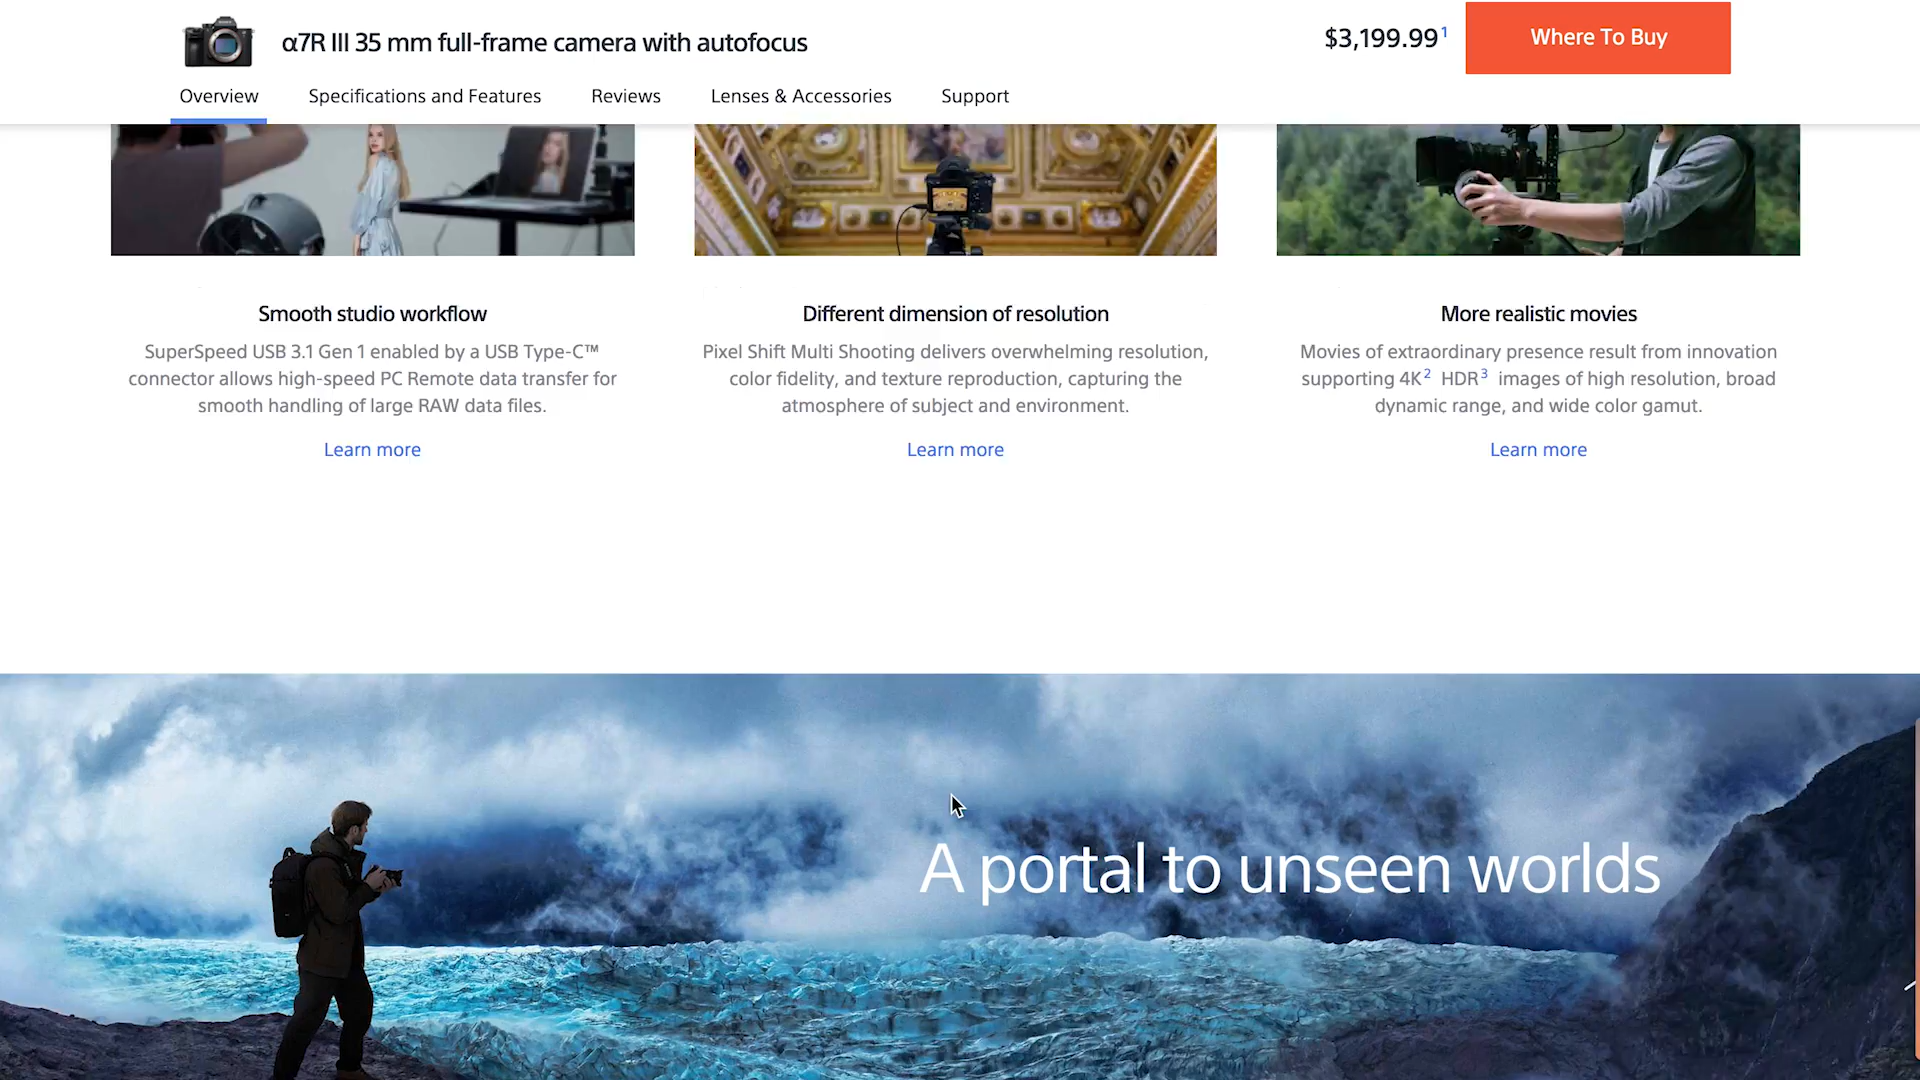 α7R III 35 mm full-frame camera with autofocus
$3,199.99¹
Where To Buy
Overview
Specifications and Features
Reviews
Lenses & Accessories
Support
Smooth studio workflow
SuperSpeed USB 3.1 Gen 1 enabled by a USB Type-C™
connector allows high-speed PC Remote data transfer for
smooth handling of large RAW data files.
Learn more
Different dimension of resolution
Pixel Shift Multi Shooting delivers overwhelming resolution,
color fidelity, and texture reproduction, capturing the
atmosphere of subject and environment.
Learn more
More realistic movies
Movies of extraordinary presence result from innovation
supporting 4K² HDR³ images of high resolution, broad
dynamic range, and wide color gamut.
Learn more
A portal to unseen worlds